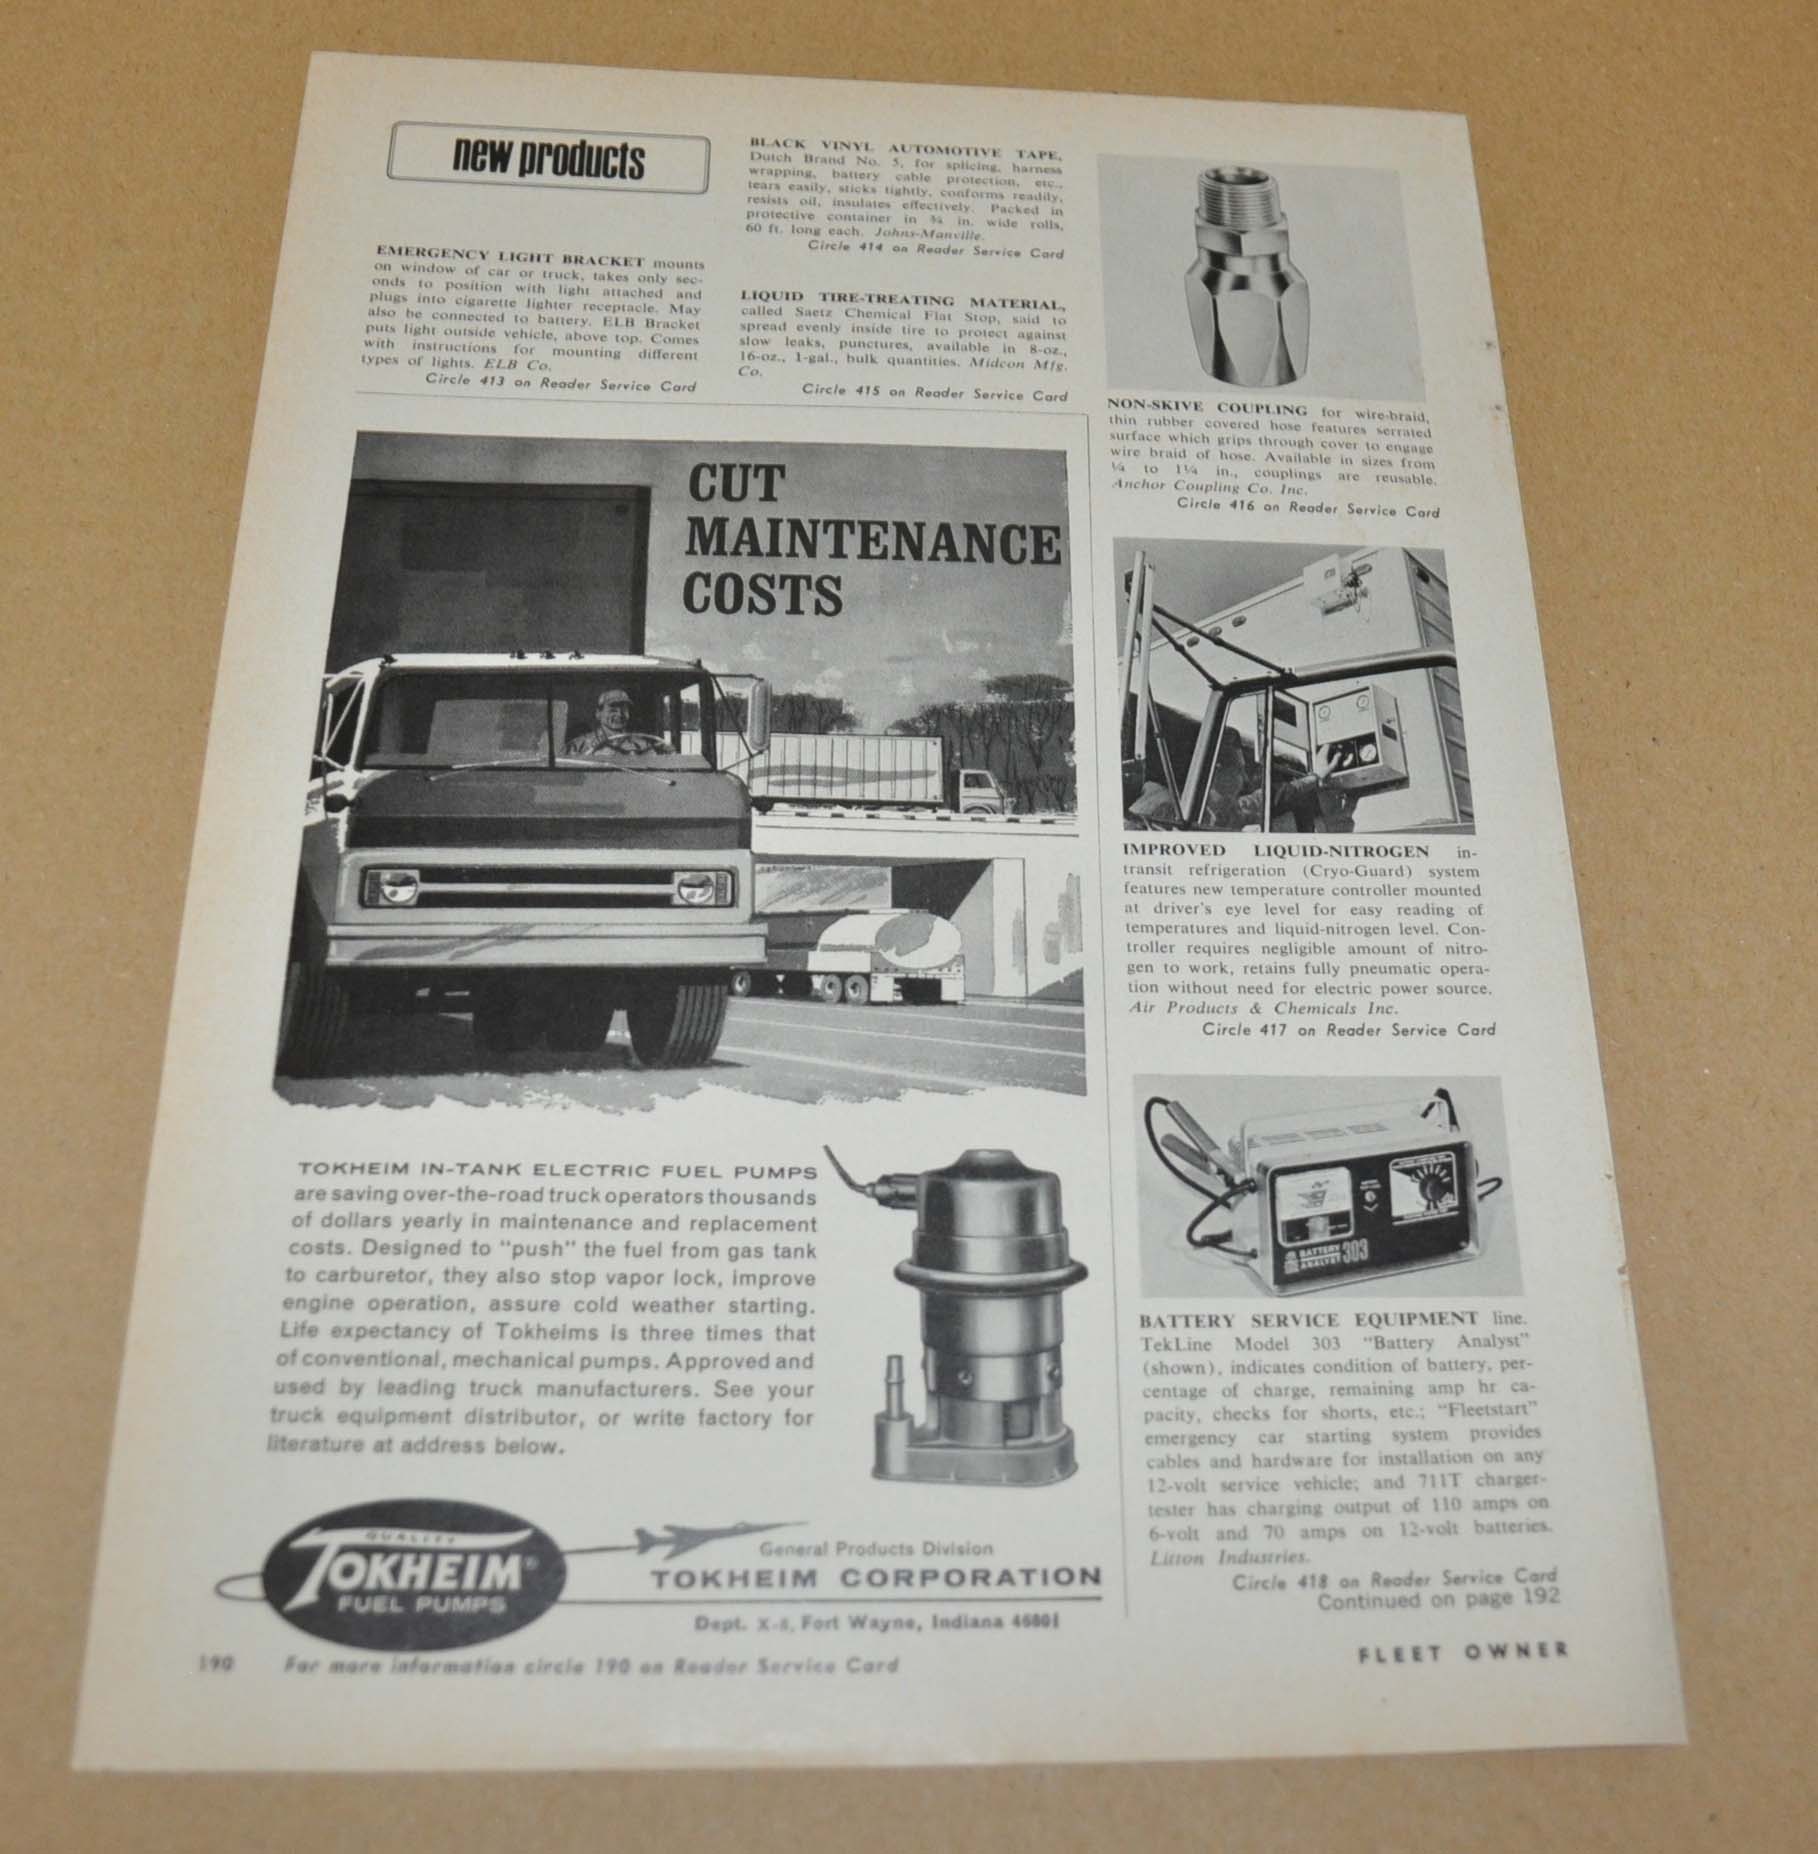 new products
EMERGENCY LIGHT BRACKET mounts
on window of car or truck, takes only sec-
onds to position with light attached and
plugs into cigarette lighter receptacle. May
also be connected to battery. ELB Bracket
puts light outside vehicle, above top. Comes
with instructions for mounting different
types of lights. ELB Co.
Circle 413 on Reader Service Card
BLACK VINYL AUTOMOTIVE TAPE,
Dutch Brand No. 5, for splicing, harness
wrapping, battery cable protection, etc.,
tears easily, sticks tightly, conforms readily,
resists oil, insulates effectively. Packed in
protective container in ¾ in. wide rolls,
60 ft. long each. Johns-Manville.
Circle 414 on Reader Service Card
LIQUID TIRE-TREATING MATERIAL,
called Saetz Chemical Flat Stop, said to
spread evenly inside tire to protect against
slow leaks, punctures, available in 8-oz.,
16-oz., 1-gal., bulk quantities. Midcon Mfg.
Co.
Circle 415 on Reader Service Card
NON-SKIVE COUPLING for wire-braid,
thin rubber covered hose features serrated
surface which grips through cover to engage
wire braid of hose. Available in sizes from
¼ to 1¼ in., couplings are reusable.
Anchor Coupling Co. Inc.
Circle 416 on Reader Service Card
IMPROVED LIQUID-NITROGEN in-
transit refrigeration (Cryo-Guard) system
features new temperature controller mounted
at driver's eye level for easy reading of
temperatures and liquid-nitrogen level. Con-
troller requires negligible amount of nitro-
gen to work, retains fully pneumatic opera-
tion without need for electric power source.
Air Products & Chemicals Inc.
Circle 417 on Reader Service Card
BATTERY
ANALYST 303
BATTERY SERVICE EQUIPMENT line.
TekLine Model 303 "Battery Analyst"
(shown), indicates condition of battery, per-
centage of charge, remaining amp hr ca-
pacity, checks for shorts, etc.; "Fleetstart"
emergency car starting system provides
cables and hardware for installation on any
12-volt service vehicle; and 711T charger-
tester has charging output of 110 amps on
6-volt and 70 amps on 12-volt batteries.
Litton Industries.
Circle 418 on Reader Service Card
Continued on page 192
CUT
MAINTENANCE
COSTS
TOKHEIM IN-TANK ELECTRIC FUEL PUMPS
are saving over-the-road truck operators thousands
of dollars yearly in maintenance and replacement
costs. Designed to "push" the fuel from gas tank
to carburetor, they also stop vapor lock, improve
engine operation, assure cold weather starting.
Life expectancy of Tokheims is three times that
of conventional, mechanical pumps. Approved and
used by leading truck manufacturers. See your
truck equipment distributor, or write factory for
literature at address below.
QUALITY
TOKHEIM®
FUEL PUMPS
General Products Division
TOKHEIM CORPORATION
Dept. X-8, Fort Wayne, Indiana 46801
190 For more information circle 190 on Reader Service Card
FLEET OWNER